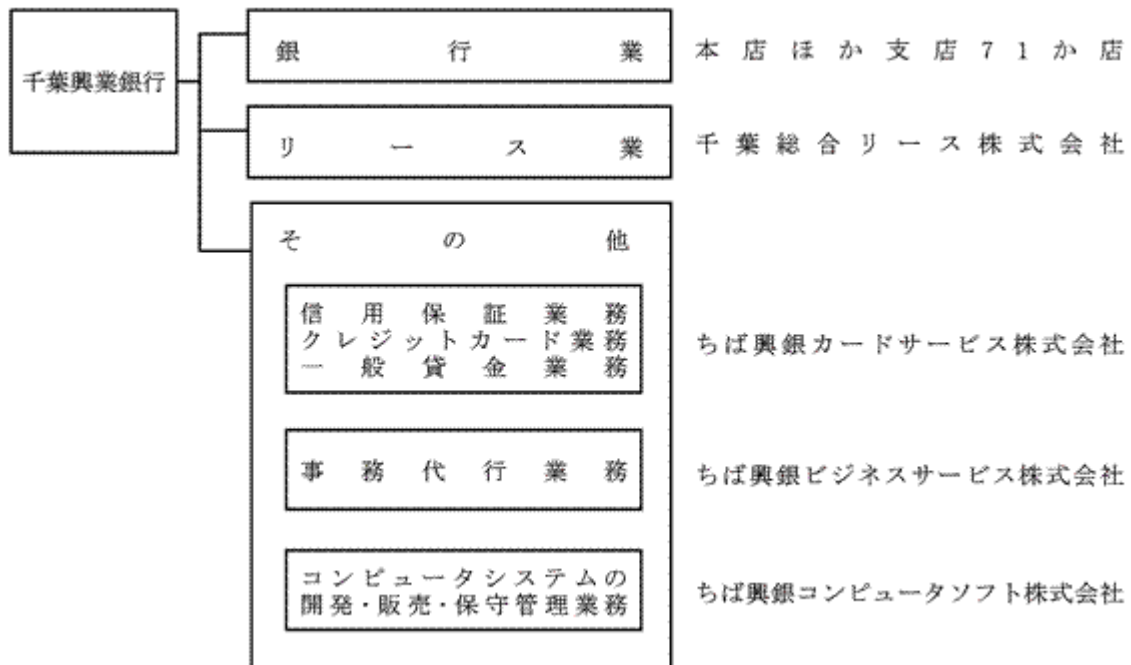 千葉興業銀行
銀行業 本店ほか支店71か店
リース業 千葉総合リース株式会社
その他
信用保証業務
クレジットカード業務
一般貸金業務
ちば興銀カードサービス株式会社
事務代行業務 ちば興銀ビジネスサービス株式会社
コンピュータシステムの
開発・販売・保守管理業務
ちば興銀コンピュータソフト株式会社